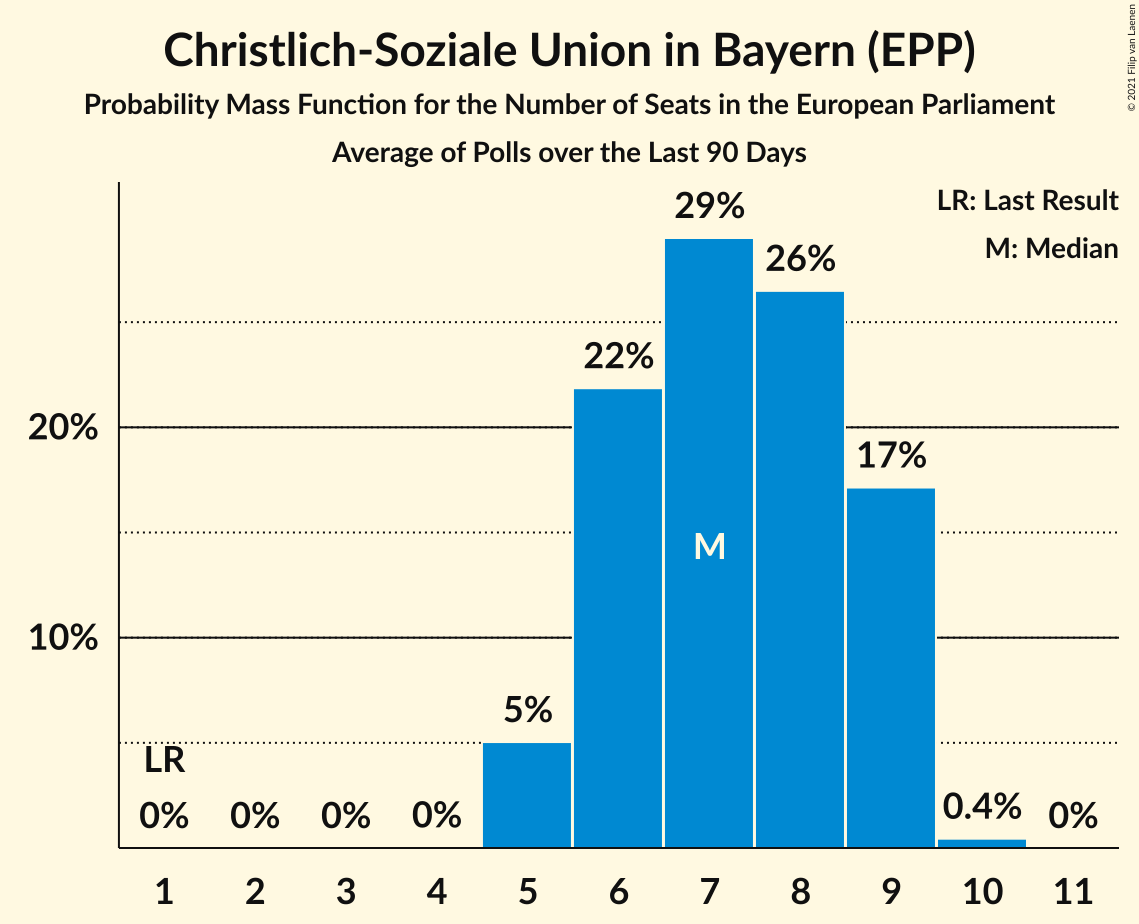 Christlich-Soziale Union in Bayern (EPP)
Probability Mass Function for the Number of Seats in the European Parliament
Average of Polls over the Last 90 Days
© 2021 Filip van Laenen
LR: Last Result
M: Median
29%
26%
22%
20%
17%
M
10%
5%
LR
0%
0%
0%
0%
0.4%
0%
1 2 3 4 5 6 7 8 9 10 11